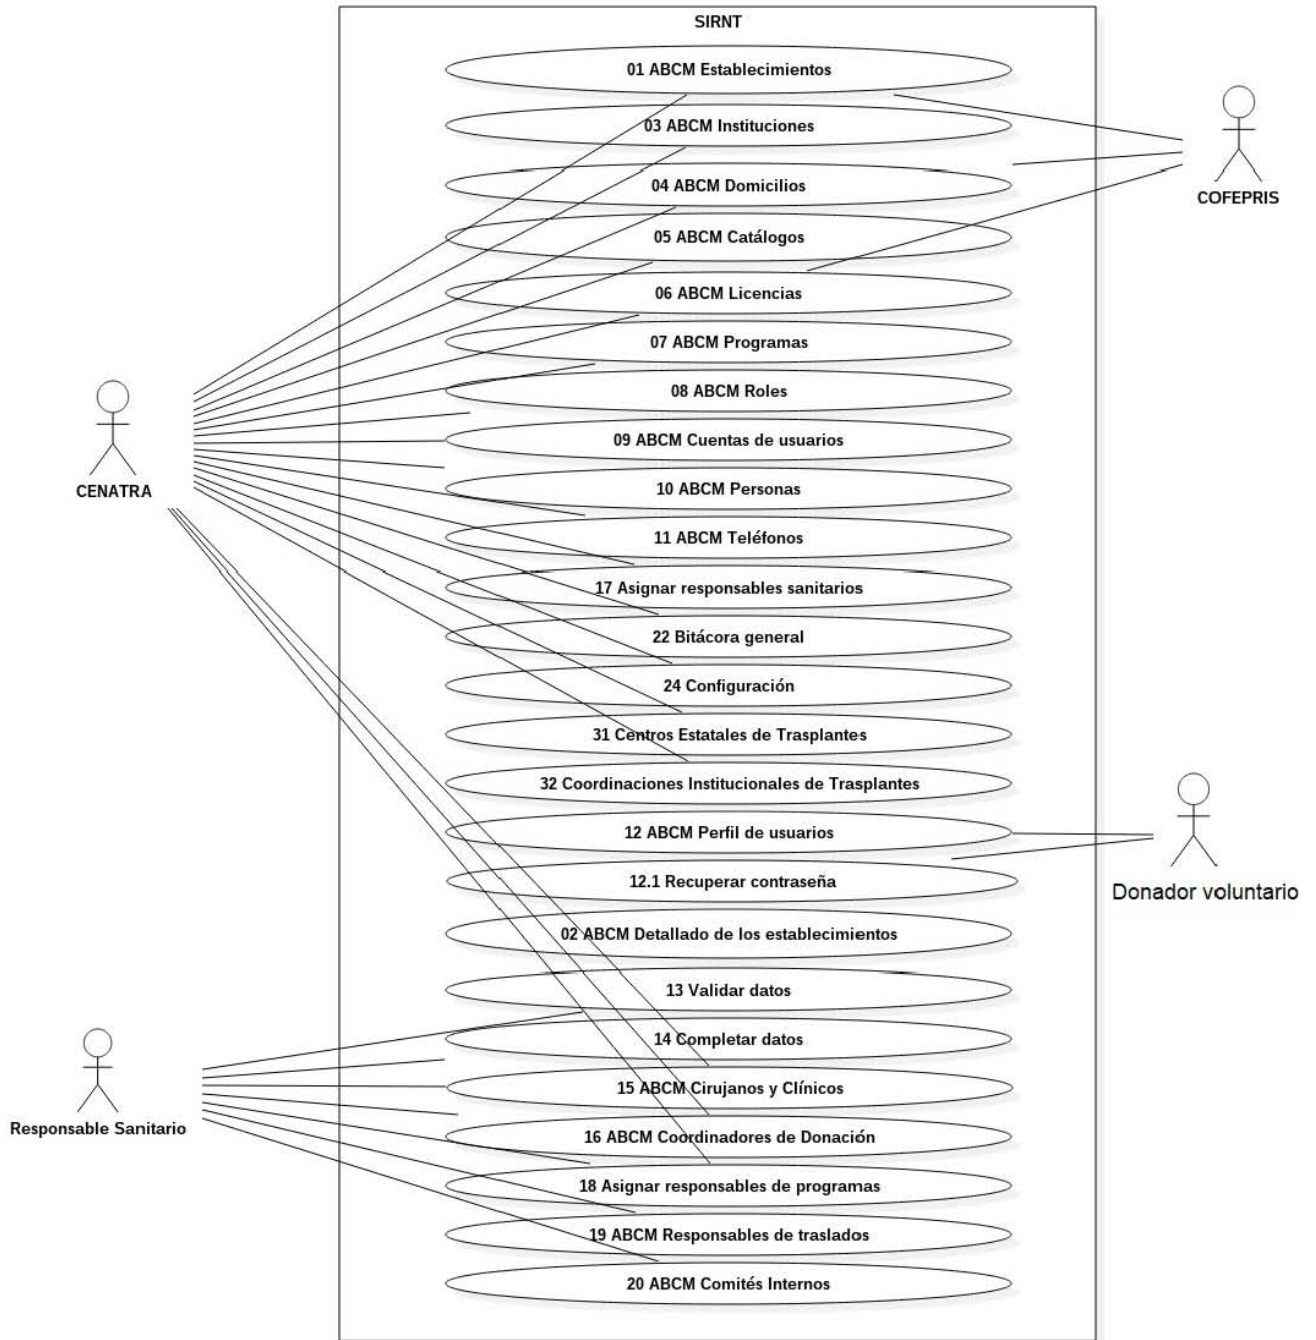 SIRNT
01 ABCM Establecimientos
03 ABCM Instituciones
04 ABCM Domicilios
COFEPRIS
05 ABCM Catálogos
06 ABCM Licencias
07 ABCM Programas
08 ABCM Roles
09 ABCM Cuentas de usuarios
10 ABCM Personas
CENATRA
11 ABCM Teléfonos
17 Asignar responsables sanitarios
22 Bitácora general
24 Configuración
31 Centros Estatales de Trasplantes
32 Coordinaciones Institucionales de Trasplantes
12 ABCM Perfil de usuarios
12.1 Recuperar contraseña
Donador voluntario
02 ABCM Detallado de los establecimientos
13 Validar datos
14 Completar datos
15 ABCM Cirujanos y Clínicos
Responsable Sanitario
16 ABCM Coordinadores de Donación
18 Asignar responsables de programas
19 ABCM Responsables de traslados
20 ABCM Comités Internos